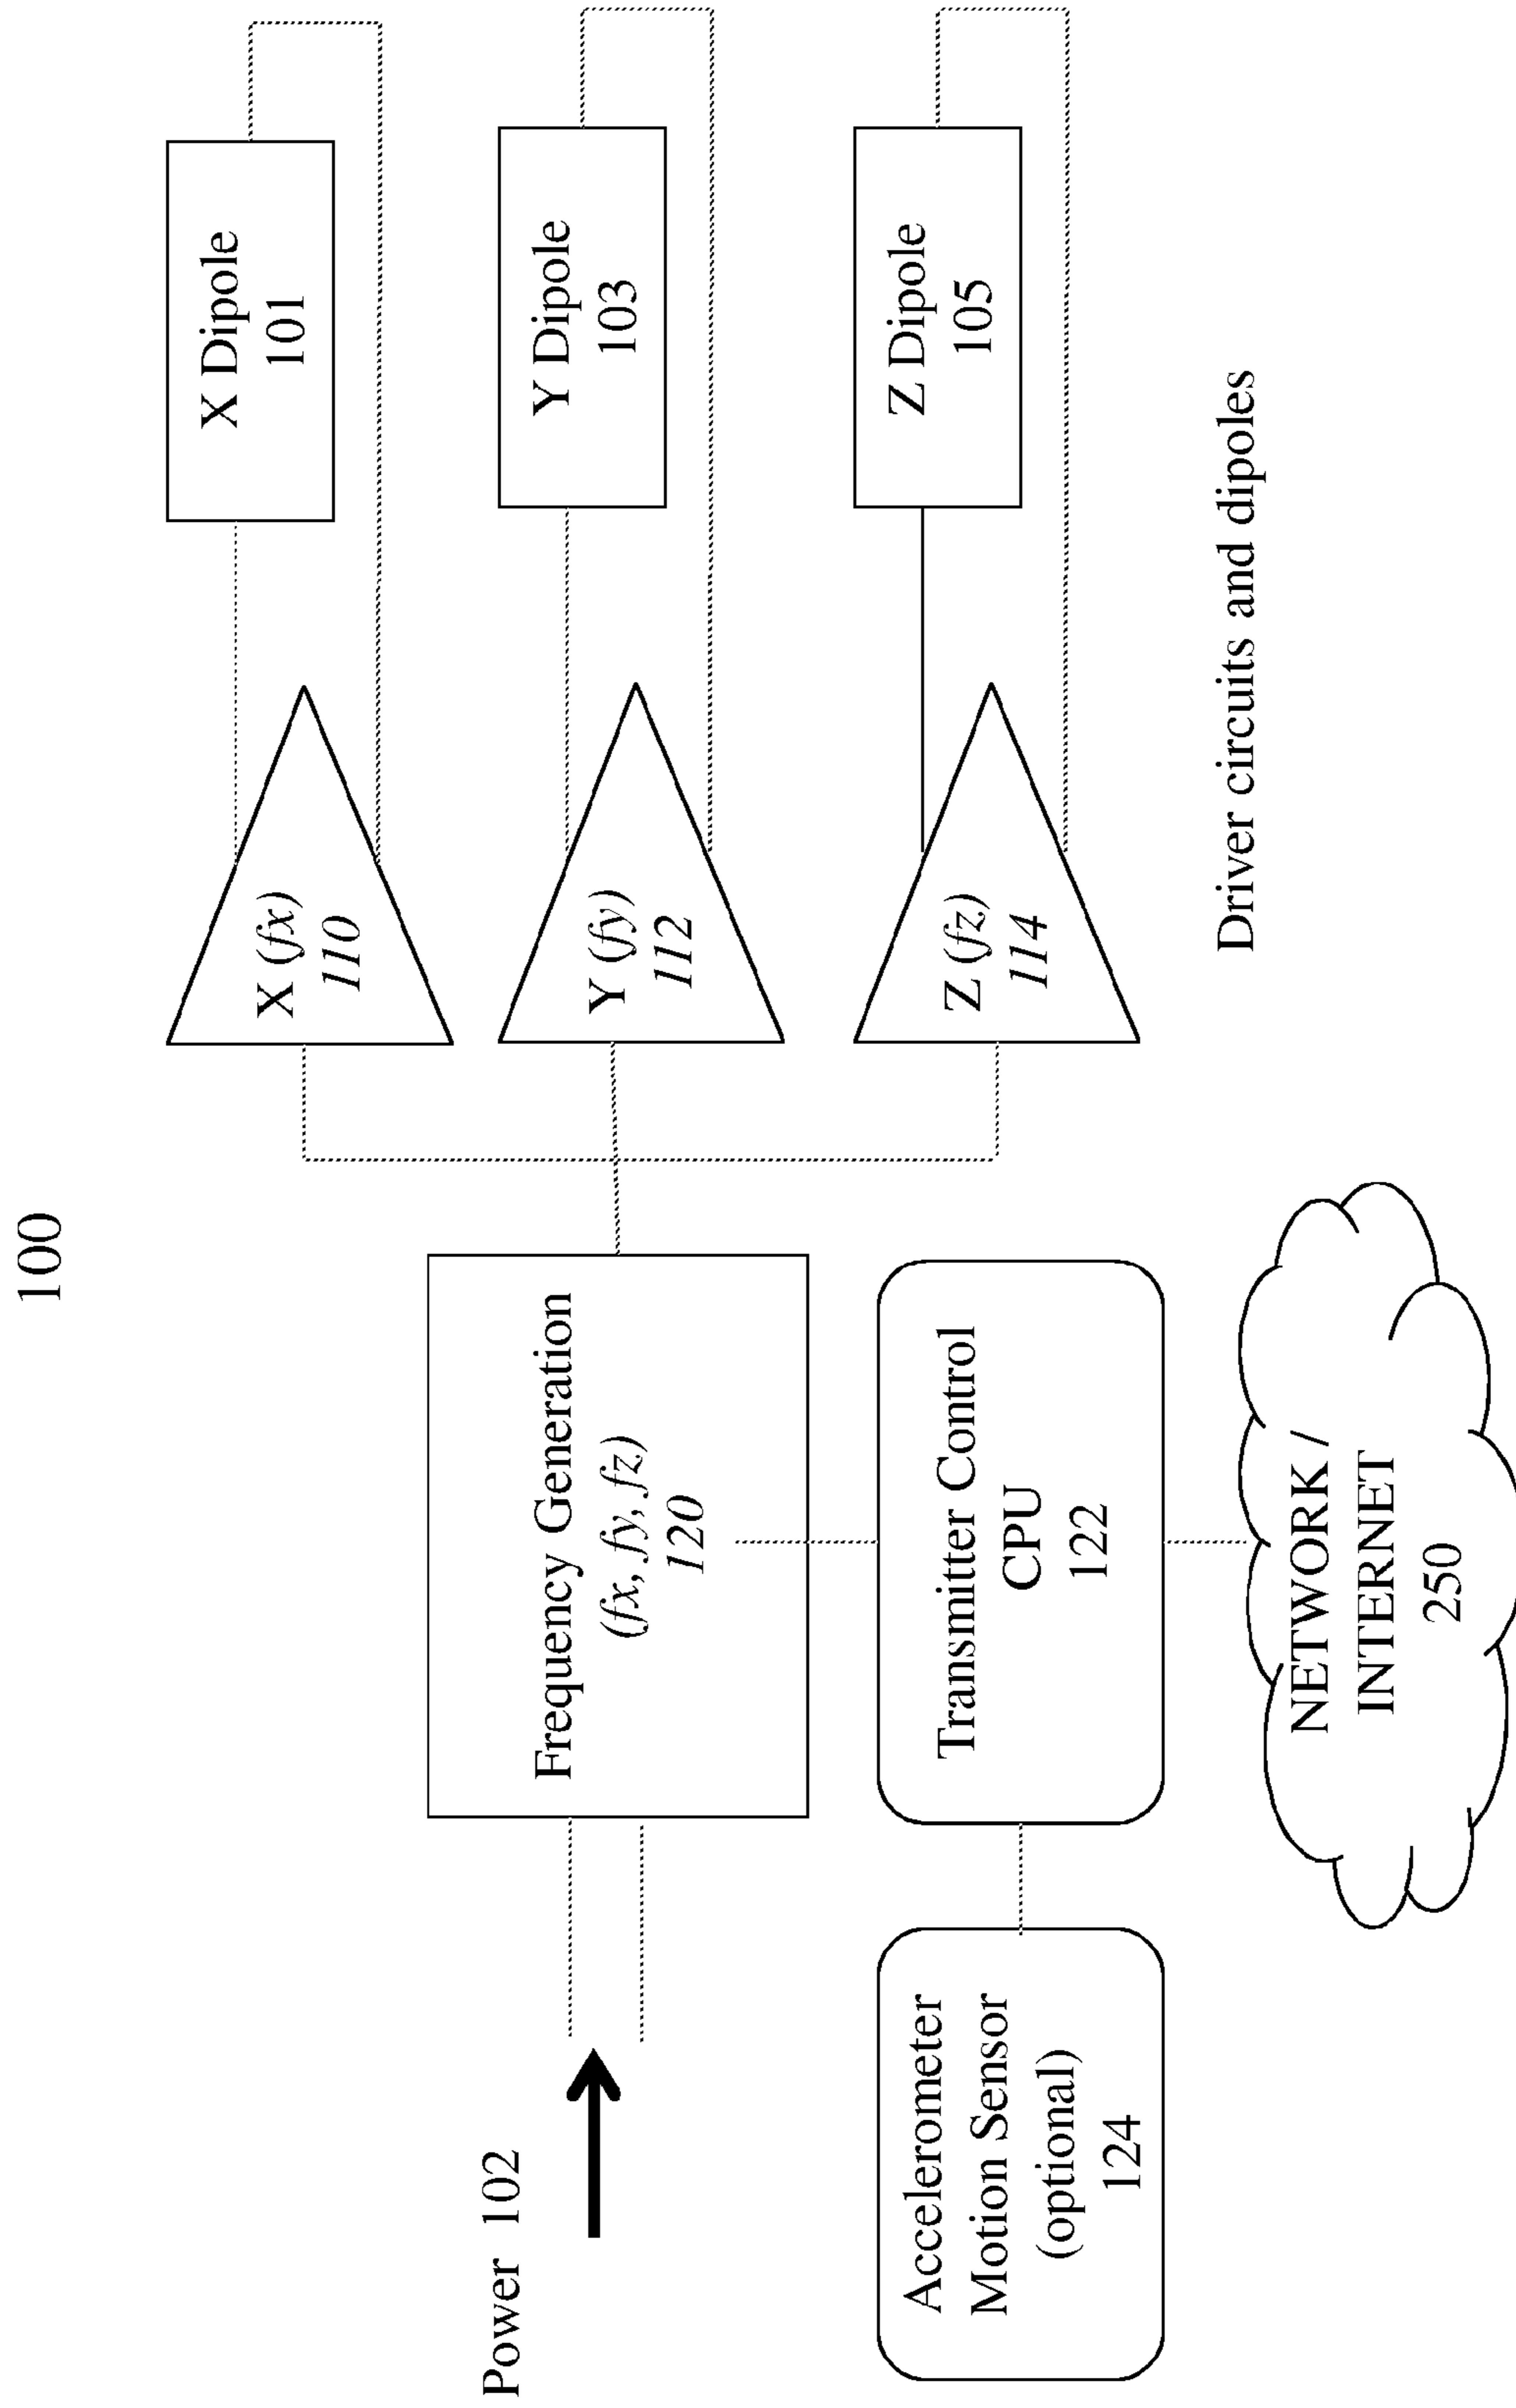 100
X (fx)
110
X Dipole
101
Y (fy)
112
Y Dipole
103
Z (fz)
114
Z Dipole
105
Driver circuits and dipoles
Power 102
Frequency Generation
(fx, fy, fz)
120
Accelerometer
Motion Sensor
(optional)
124
Transmitter Control
CPU
122
NETWORK /
INTERNET
250